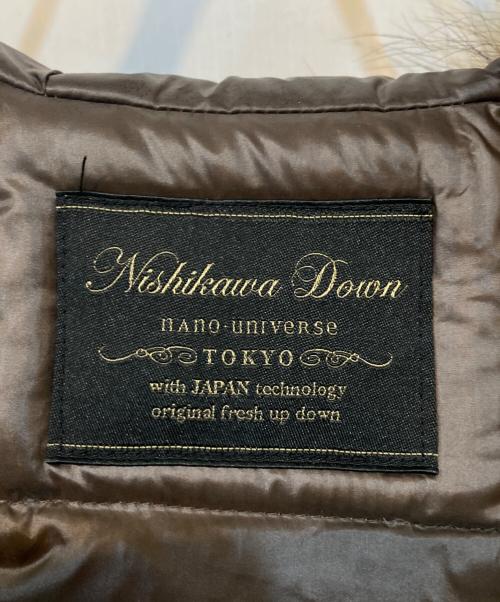 Nishikawa Down
nano·universe
TOKYO
with JAPAN technology
original fresh up down